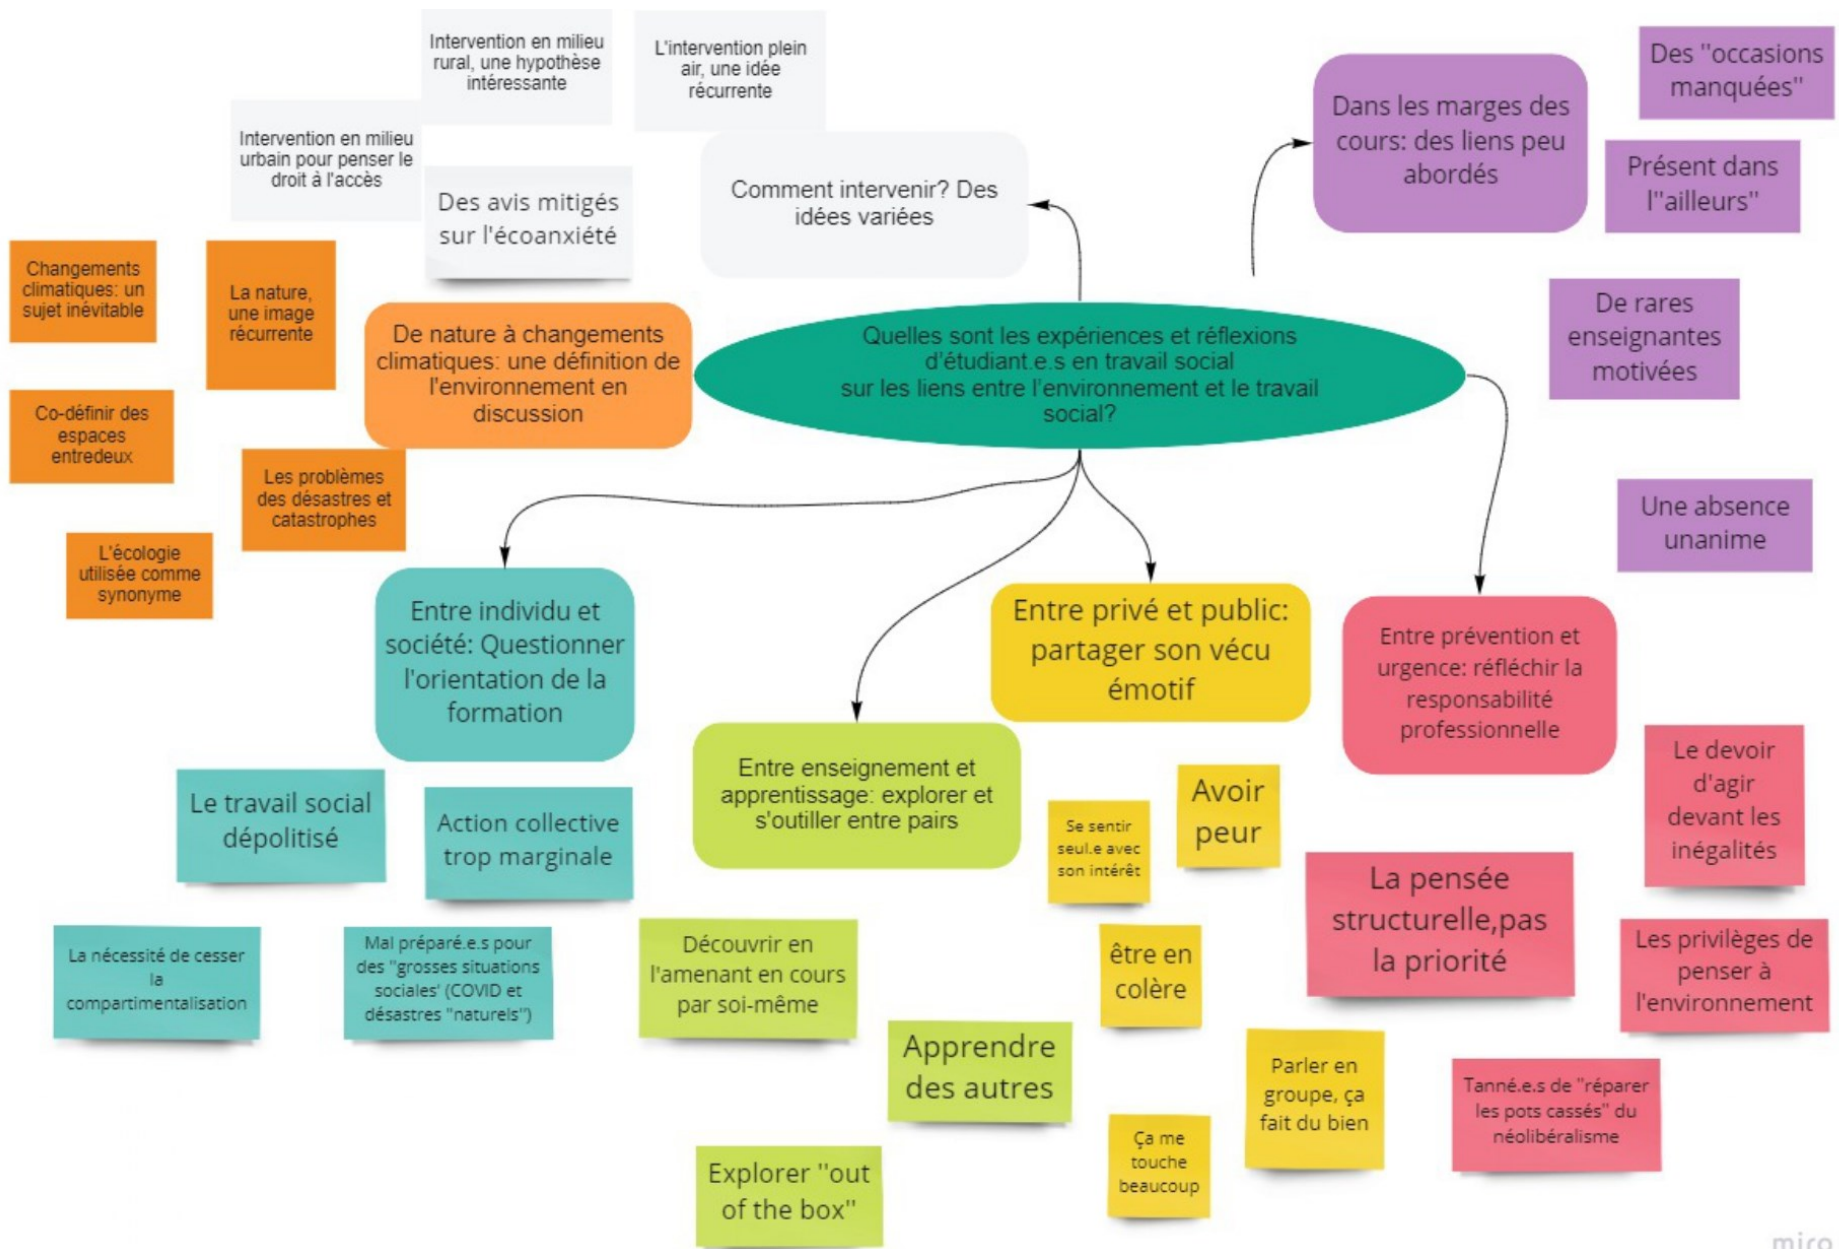 Intervention en milieu
rural, une hypothèse
intéressante
L'intervention plein
air, une idée
récurrente
Intervention en milieu
urbain pour penser le
droit à l'accès
Des avis mitigés
sur l'écoanxiété
Comment intervenir? Des
idées variées
Dans les marges des
cours: des liens peu
abordés
Des "occasions
manquées"
Présent dans
l"ailleurs"
De rares
enseignantes
motivées
Une absence
unanime
Changements
climatiques: un
sujet inévitable
La nature,
une image
récurrente
De nature à changements
climatiques: une définition de
l'environnement en
discussion
Co-définir des
espaces
entredeux
Les problèmes
des désastres et
catastrophes
L'écologie
utilisée comme
synonyme
Quelles sont les expériences et réflexions
d'étudiant.e.s en travail social
sur les liens entre l'environnement et le travail
social?
Entre individu et
société: Questionner
l'orientation de la
formation
Le travail social
dépolitisé
Action collective
trop marginale
La nécessité de cesser
la
compartimentalisation
Mal préparé.e.s pour
des "grosses situations
sociales' (COVID et
désastres "naturels")
Entre enseignement et
apprentissage: explorer et
s'outiller entre pairs
Découvrir en
l'amenant en cours
par soi-même
Apprendre
des autres
Explorer "out
of the box"
Entre privé et public:
partager son vécu
émotif
Se sentir
seul.e avec
son intérêt
Avoir
peur
être en
colère
Parler en
groupe, ça
fait du bien
Ça me
touche
beaucoup
Entre prévention et
urgence: réfléchir la
responsabilité
professionnelle
Le devoir
d'agir
devant les
inégalités
La pensée
structurelle,pas
la priorité
Les privilèges de
penser à
l'environnement
Tanné.e.s de "réparer
les pots cassés" du
néolibéralisme
miro